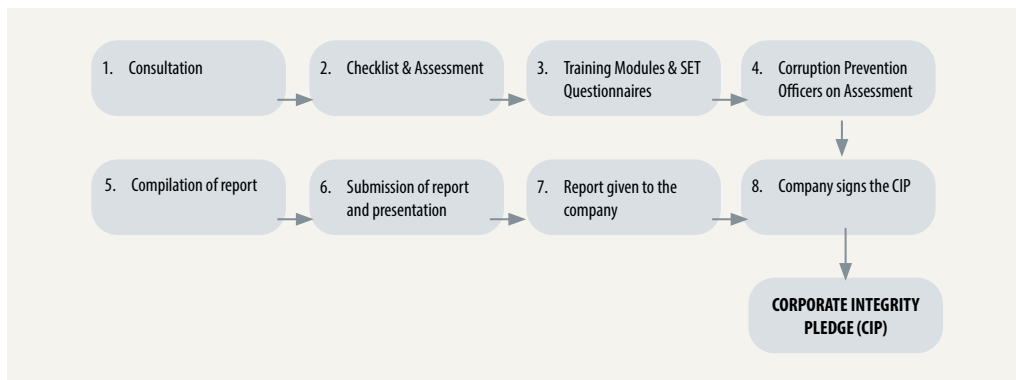 1. Consultation
2. Checklist & Assessment
3. Training Modules & SET
Questionnaires
4. Corruption Prevention
Officers on Assessment
5. Compilation of report
6. Submission of report
and presentation
7. Report given to the
company
8. Company signs the CIP
CORPORATE INTEGRITY
PLEDGE (CIP)